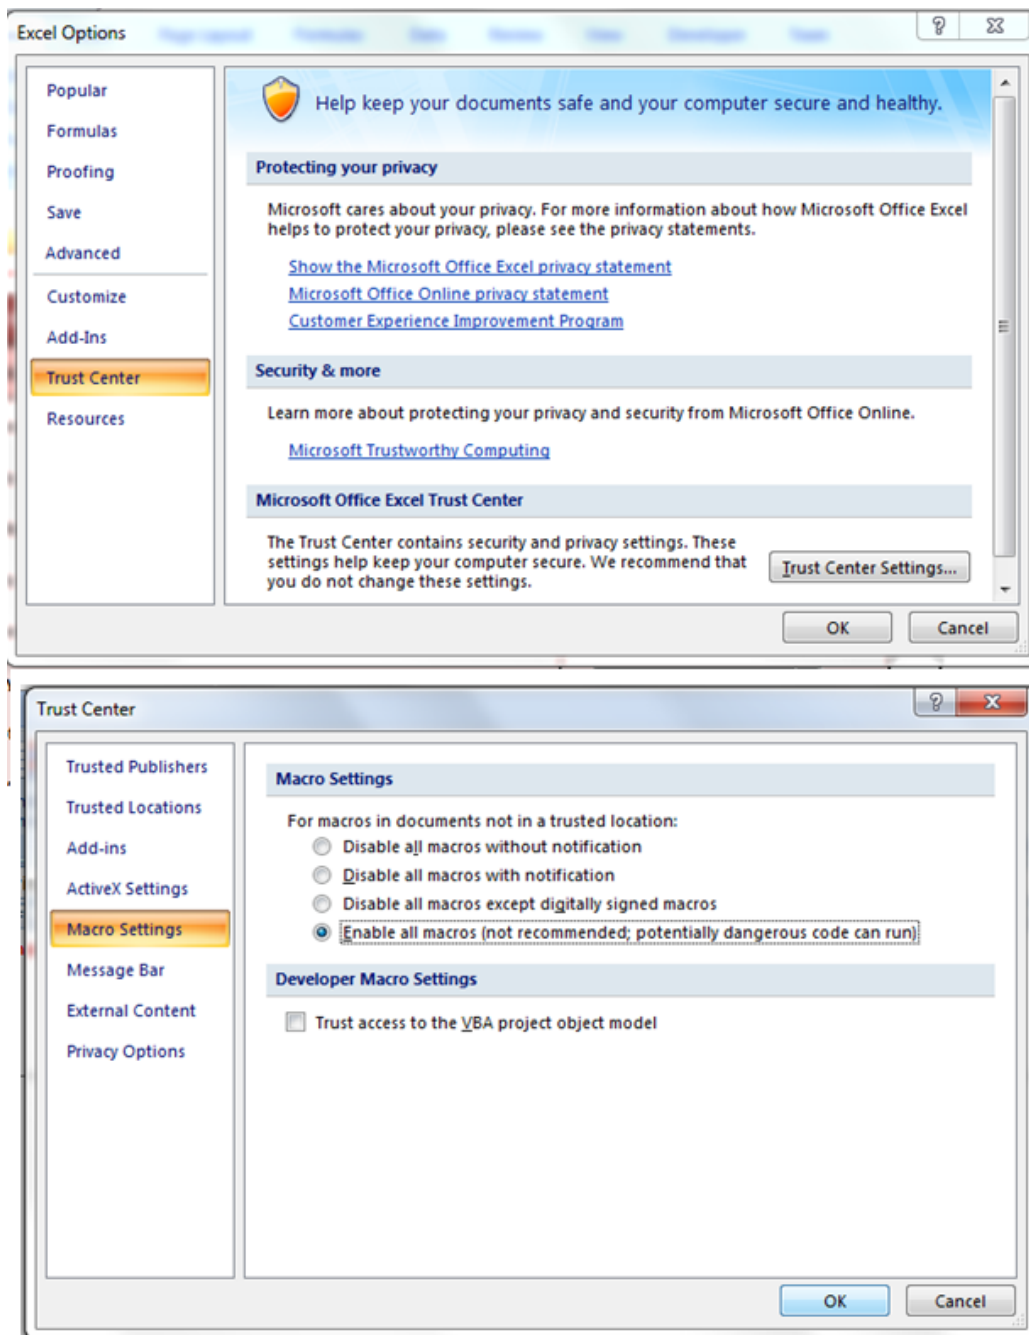 Excel Options
Popular
Formulas
Proofing
Save
Advanced
Customize
Add-Ins
Trust Center
Resources
Help keep your documents safe and your computer secure and healthy.
Protecting your privacy
Microsoft cares about your privacy. For more information about how Microsoft Office Excel
helps to protect your privacy, please see the privacy statements.
Show the Microsoft Office Excel privacy statement
Microsoft Office Online privacy statement
Customer Experience Improvement Program
Security & more
Learn more about protecting your privacy and security from Microsoft Office Online.
Microsoft Trustworthy Computing
Microsoft Office Excel Trust Center
The Trust Center contains security and privacy settings. These
settings help keep your computer secure. We recommend that
you do not change these settings.
Trust Center Settings...
OK
Cancel
Trust Center
Trusted Publishers
Trusted Locations
Add-ins
ActiveX Settings
Macro Settings
Message Bar
External Content
Privacy Options
Macro Settings
For macros in documents not in a trusted location:
Disable all macros without notification
Disable all macros with notification
Disable all macros except digitally signed macros
Enable all macros (not recommended; potentially dangerous code can run)
Developer Macro Settings
Trust access to the VBA project object model
OK
Cancel